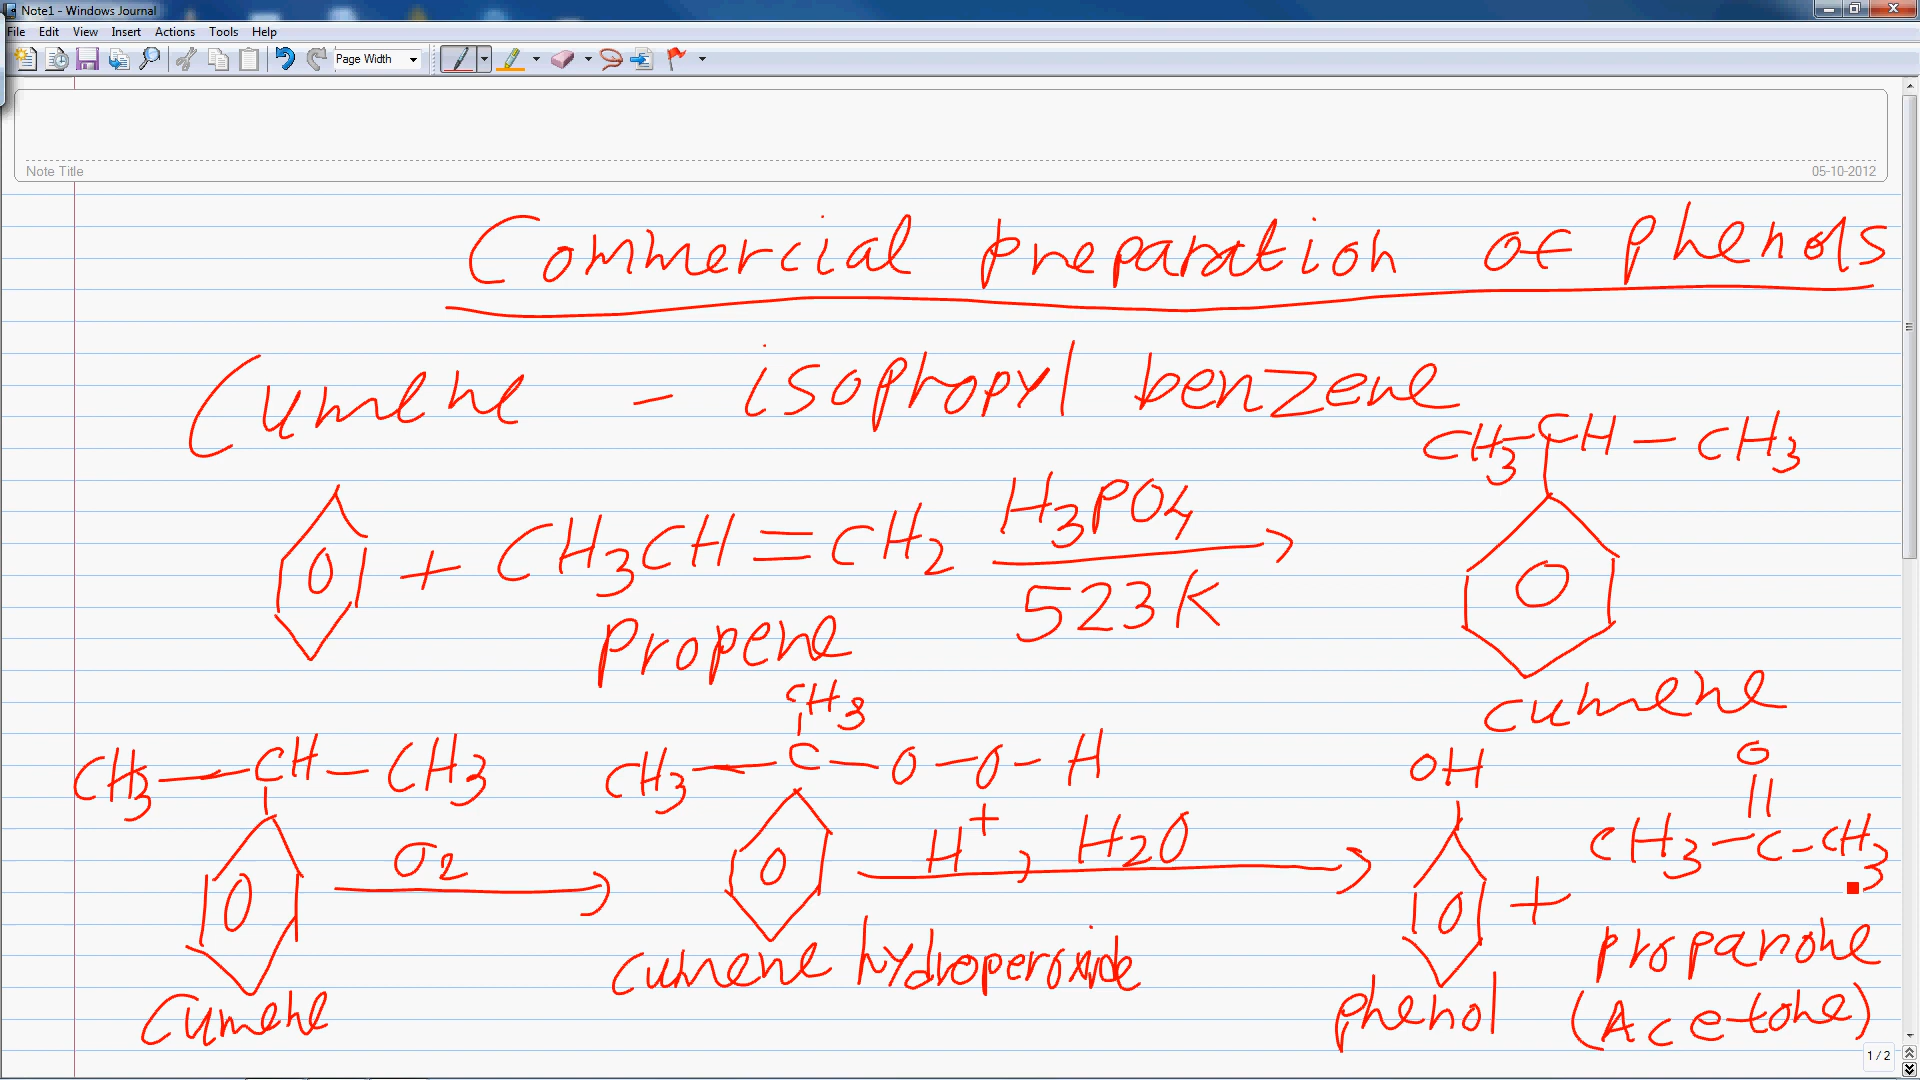 Note1 - Windows Journal
File Edit View Insert Actions Tools Help
Page Width
Note Title 05-10-2012
Commercial preparation of phenols
Cumene - isopropyl benzene
CH3-CH-CH3
+ CH3CH=CH2 H3PO4
523K
propene
cumene
CH3
CH3-CH-CH3 CH3-C-O-O-H OH O
O2 H+, H2O CH3-C-CH3
+
cumene hydroperoxide propanone
Cumene phenol (Acetone)
1 / 2